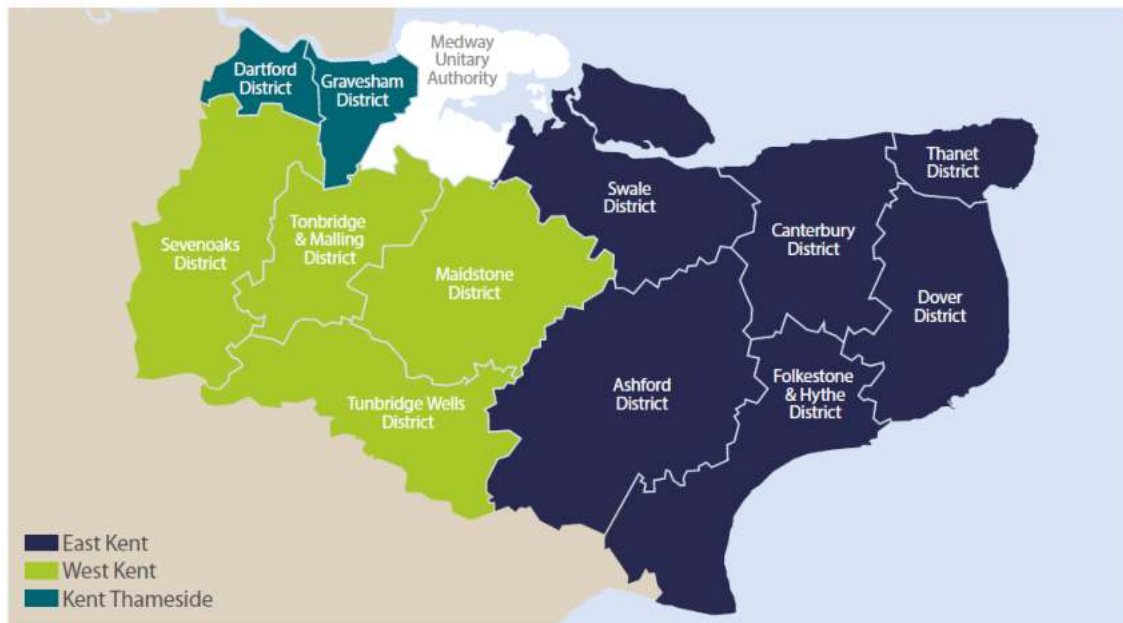 Medway
Unitary
Authority
Dartford
District
Gravesham
District
Thanet
District
Swale
District
Sevenoaks
District
Tonbridge
& Malling
District
Canterbury
District
Maidstone
District
Dover
District
Tunbridge Wells
District
Ashford
District
Folkestone
& Hythe
District
East Kent
West Kent
Kent Thameside